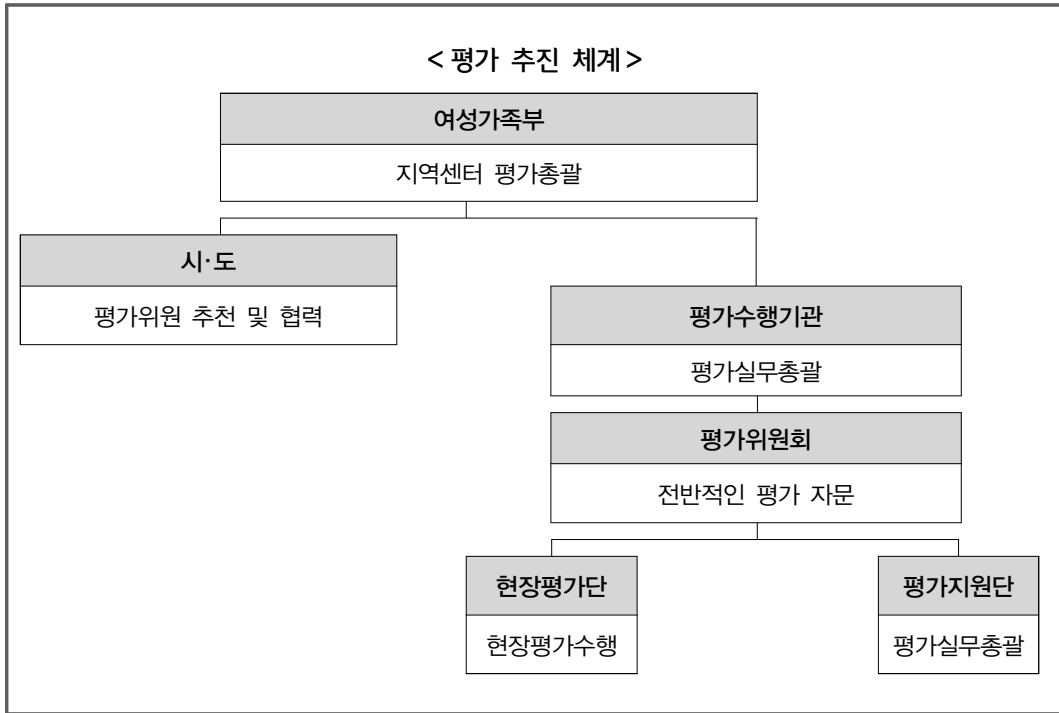 < 평가 추진 체계 >
여성가족부
지역센터 평가총괄
시·도
평가위원 추천 및 협력
평가수행기관
평가실무총괄
평가위원회
전반적인 평가 자문
현장평가단
현장평가수행
평가지원단
평가실무총괄